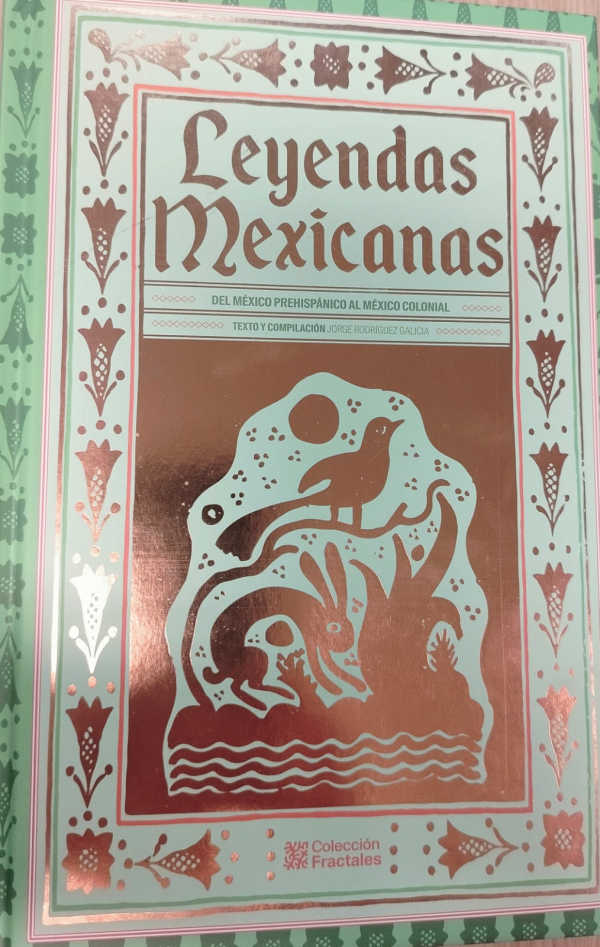 Leyendas
Mexicanas
DEL MÉXICO PREHISPÁNICO AL MÉXICO COLONIAL
TEXTO Y COMPILACIÓN JORGE RODRÍGUEZ GALICIA
Colección
Fractales